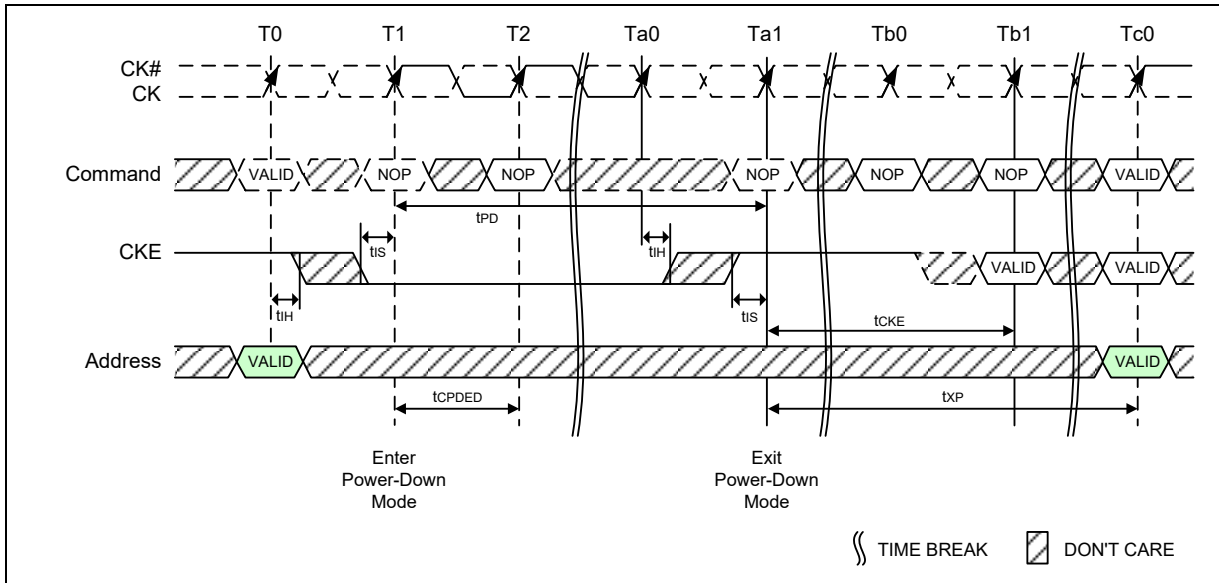 T0 T1 T2 Ta0 Ta1 Tb0 Tb1 Tc0
CK#
CK
Command VALID NOP NOP NOP NOP NOP VALID
tPD
tIS tIH
CKE VALID VALID
tIH tIS
tCKE
Address VALID VALID
tCPDED tXP
Enter
Power-Down
Mode
Exit
Power-Down
Mode
TIME BREAK DON'T CARE